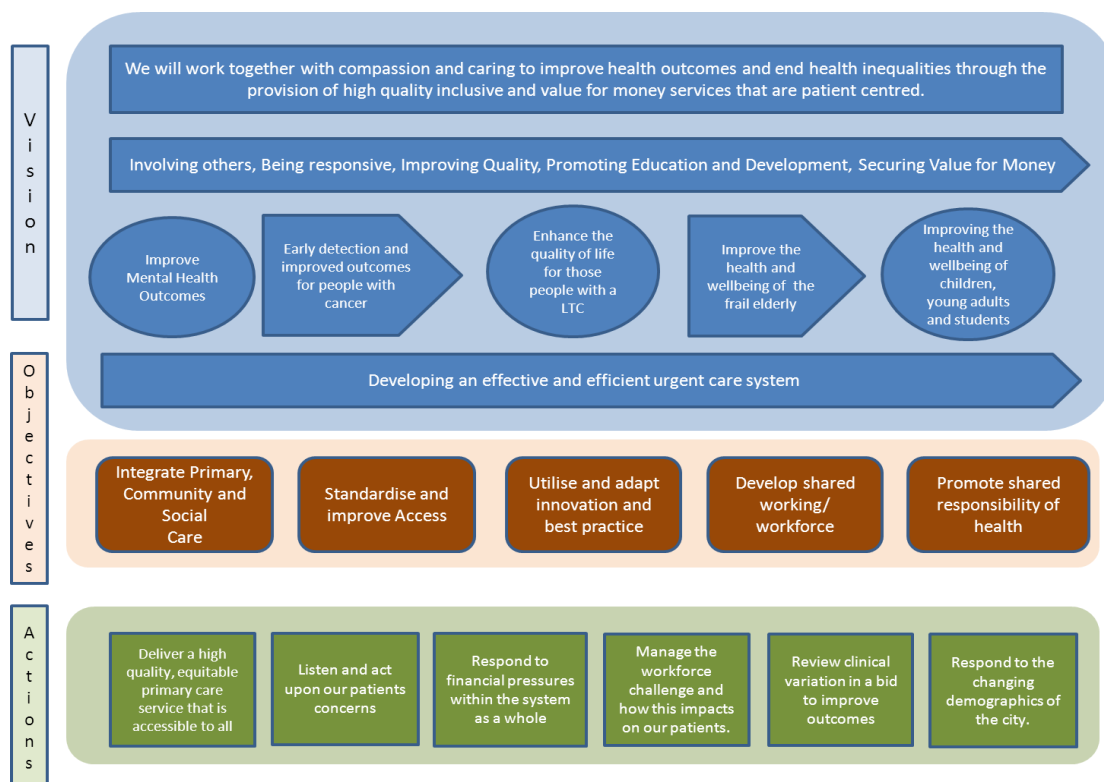 Vision
We will work together with compassion and caring to improve health outcomes and end health inequalities through the
provision of high quality inclusive and value for money services that are patient centred.
Involving others, Being responsive, Improving Quality, Promoting Education and Development, Securing Value for Money
Improve
Mental Health
Outcomes
Early detection and
improved outcomes
for people with
cancer
Enhance the
quality of life
for those
people with a
LTC
Improve the
health and
wellbeing of the
frail elderly
Improving the
health and
wellbeing of
children,
young adults
and students
Developing an effective and efficient urgent care system
Objectives
Integrate Primary,
Community and
Social
Care
Standardise and
improve Access
Utilise and adapt
innovation and
best practice
Develop shared
working/
workforce
Promote shared
responsibility of
health
Actions
Deliver a high
quality, equitable
primary care
service that is
accessible to all
Listen and act
upon our patients
concerns
Respond to
financial pressures
within the system
as a whole
Manage the
workforce
challenge and
how this impacts
on our patients.
Review clinical
variation in a bid
to improve
outcomes
Respond to the
changing
demographics of
the city.